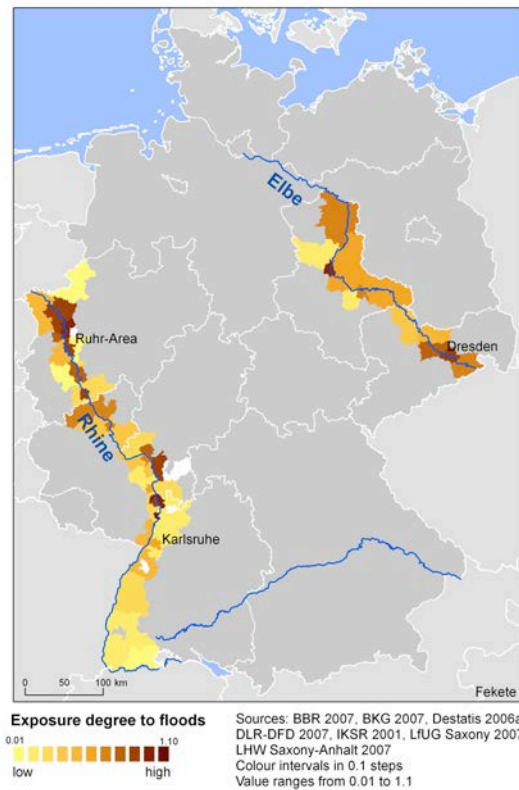 Elbe
Ruhr-Area
Dresden
Rhine
Karlsruhe
0 50 100 km
Fekete
Exposure degree to floods
0.01 1.10
low high
Sources: BBR 2007, BKG 2007, Destatis 2006a
DLR-DFD 2007, IKSR 2001, LfUG Saxony 2007
LHW Saxony-Anhalt 2007
Colour intervals in 0.1 steps
Value ranges from 0.01 to 1.1